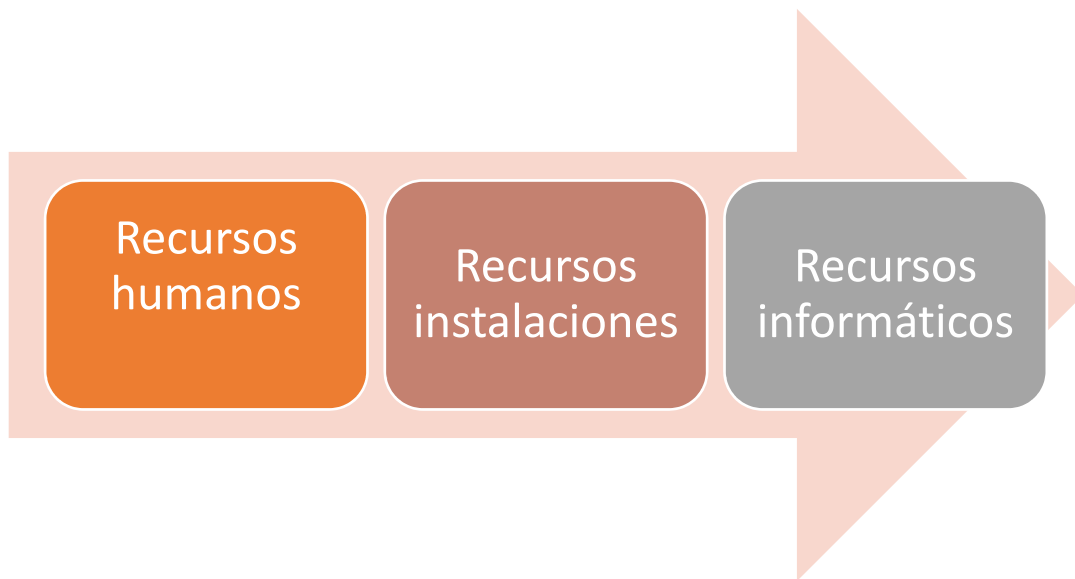 Recursos
humanos
Recursos
instalaciones
Recursos
informáticos